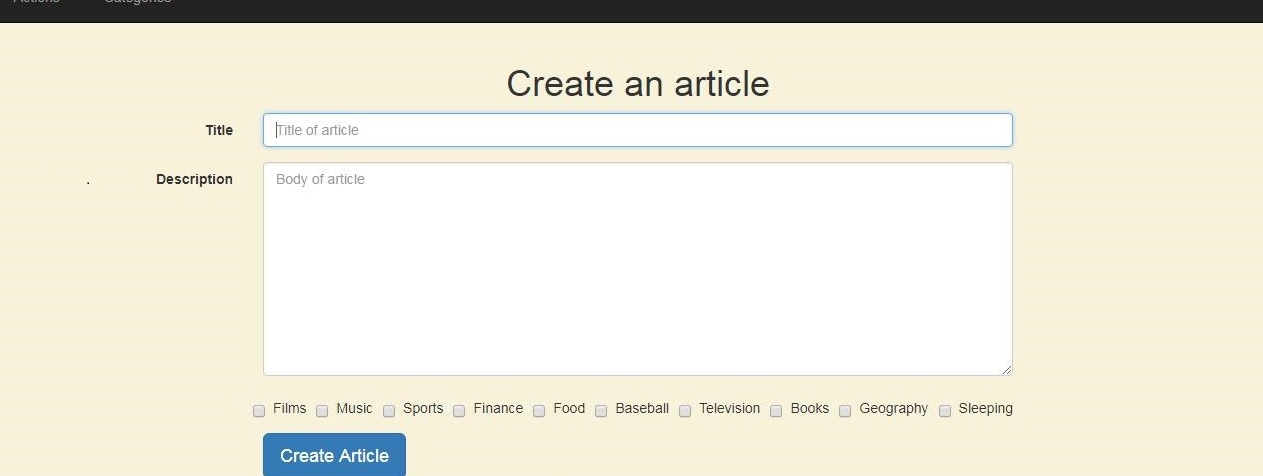 Actions Categories
Create an article
Title Title of article
. Description Body of article
Films Music Sports Finance Food Baseball Television Books Geography Sleeping
Create Article